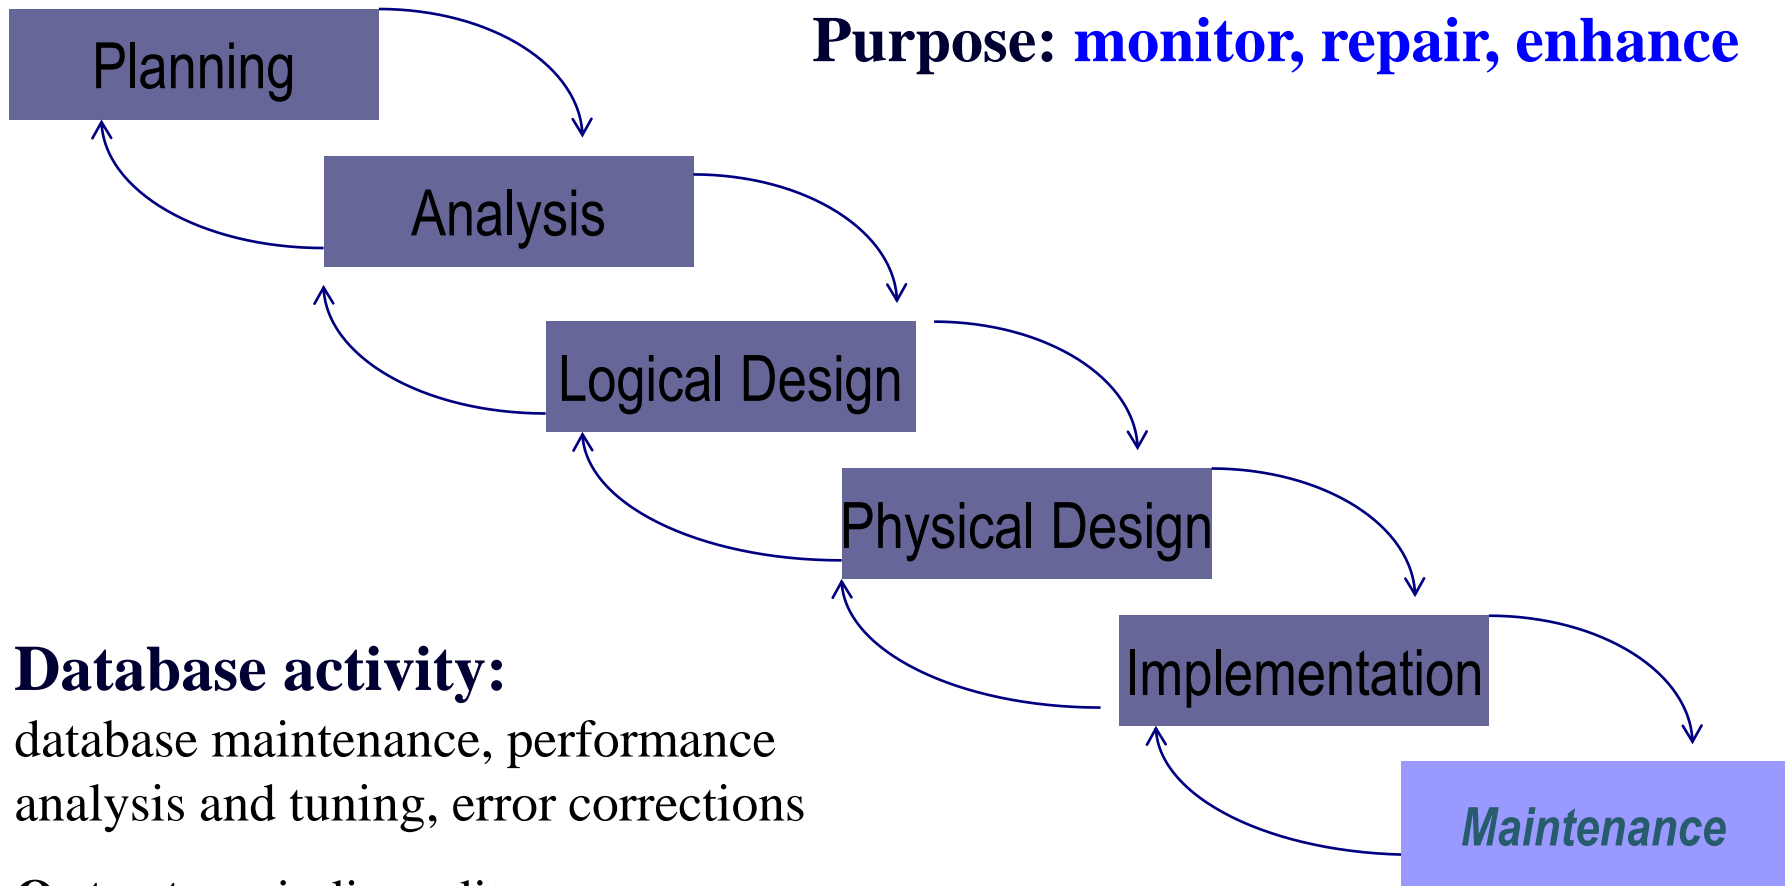 Planning
Purpose: monitor, repair, enhance
Analysis
Logical Design
Physical Design
Implementation
Maintenance
Database activity:
database maintenance, performance
analysis and tuning, error corrections